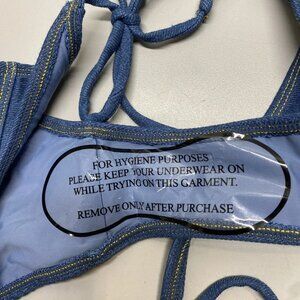 FOR HYGIENE PURPOSES
PLEASE KEEP YOUR UNDERWEAR ON
WHILE TRYING ON THIS GARMENT.
REMOVE ONLY AFTER PURCHASE